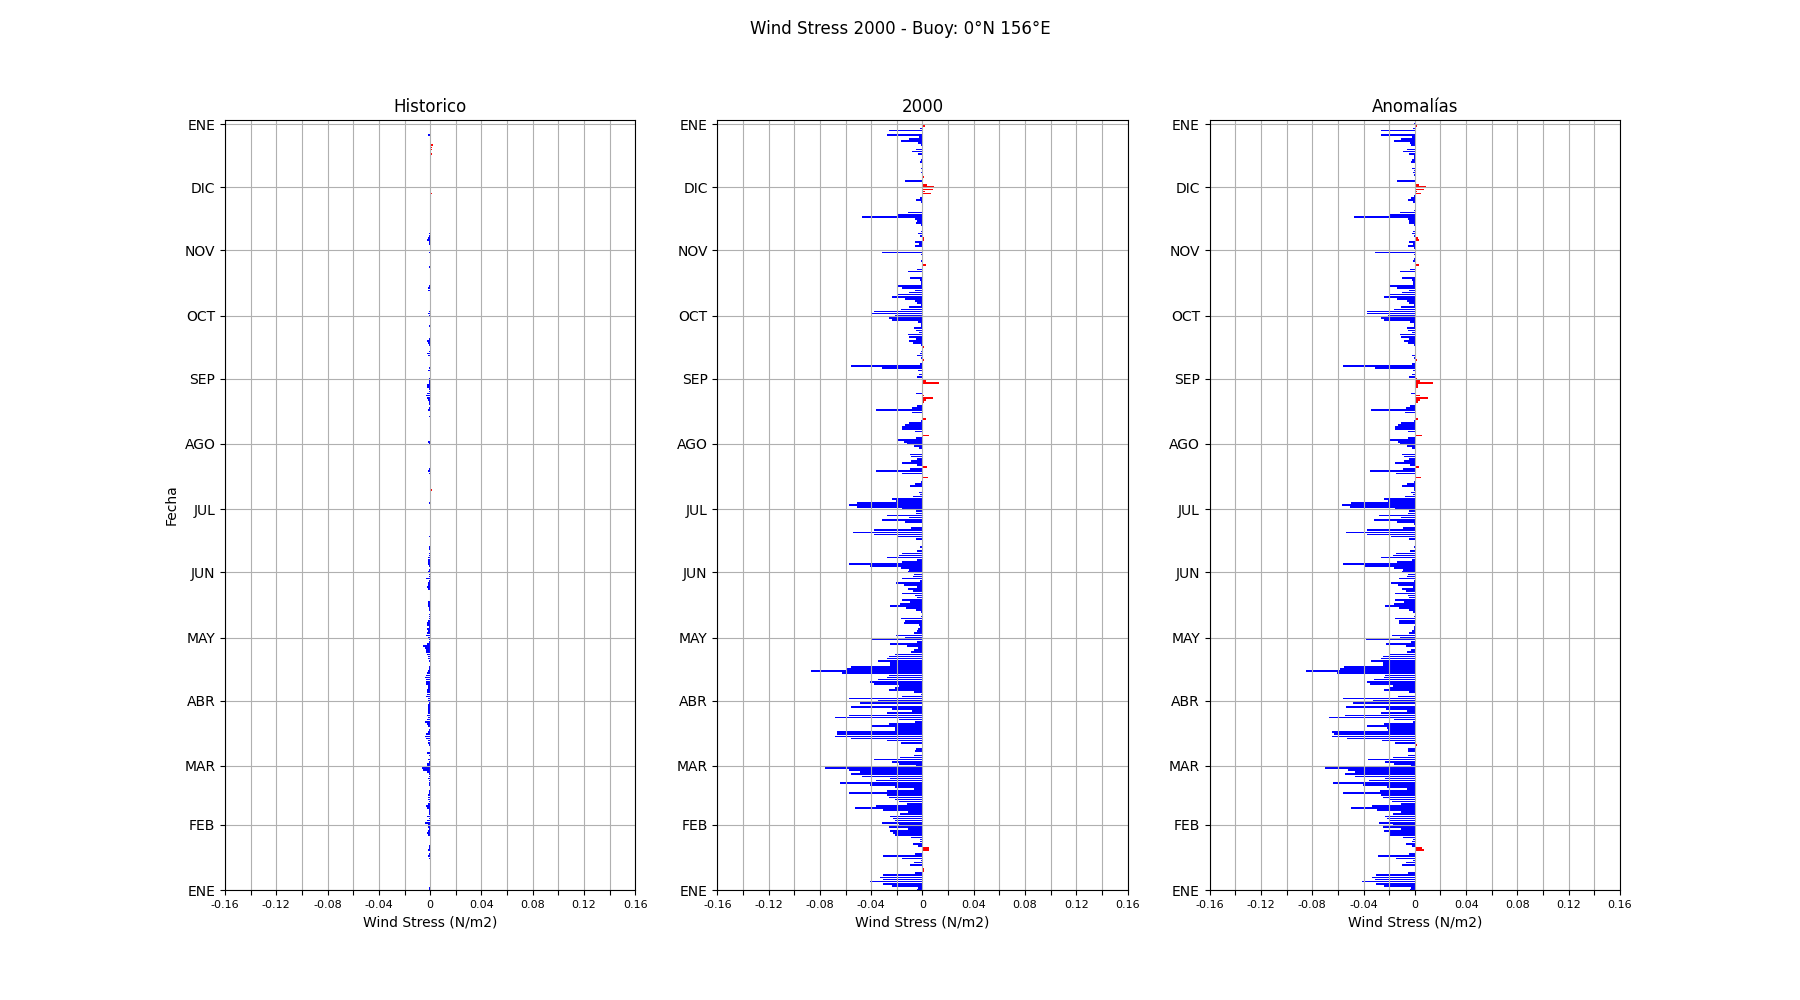 Wind Stress 2000 - Buoy: 0°N 156°E
Historico
2000
Anomalías
ENE
DIC
NOV
OCT
SEP
AGO
JUL
JUN
MAY
ABR
MAR
FEB
ENE
Fecha
-0.16 -0.12 -0.08 -0.04 0 0.04 0.08 0.12 0.16
Wind Stress (N/m2)
ENE
DIC
NOV
OCT
SEP
AGO
JUL
JUN
MAY
ABR
MAR
FEB
ENE
-0.16 -0.12 -0.08 -0.04 0 0.04 0.08 0.12 0.16
Wind Stress (N/m2)
ENE
DIC
NOV
OCT
SEP
AGO
JUL
JUN
MAY
ABR
MAR
FEB
ENE
-0.16 -0.12 -0.08 -0.04 0 0.04 0.08 0.12 0.16
Wind Stress (N/m2)